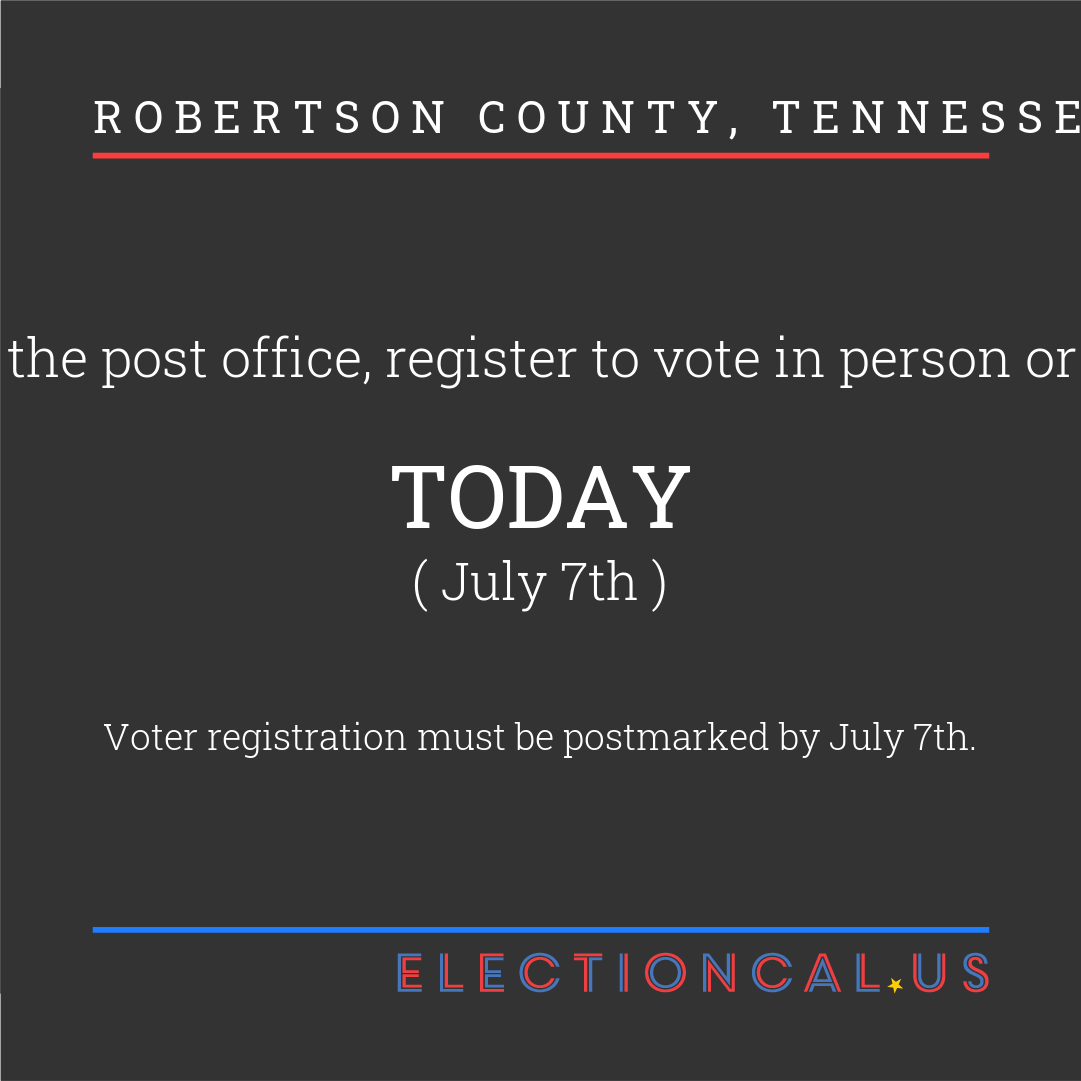 ROBERTSON COUNTY, TENNESSE
the post office, register to vote in person or
TODAY
( July 7th )
Voter registration must be postmarked by July 7th.
ELECTIONCAL.US